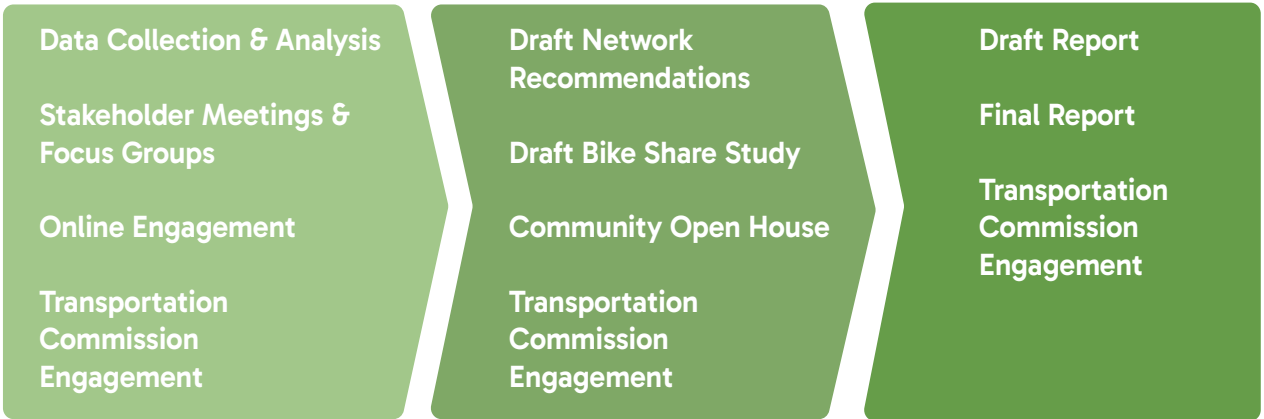 Data Collection & Analysis
Stakeholder Meetings &
Focus Groups
Online Engagement
Transportation
Commission
Engagement
Draft Network
Recommendations
Draft Bike Share Study
Community Open House
Transportation
Commission
Engagement
Draft Report
Final Report
Transportation
Commission
Engagement